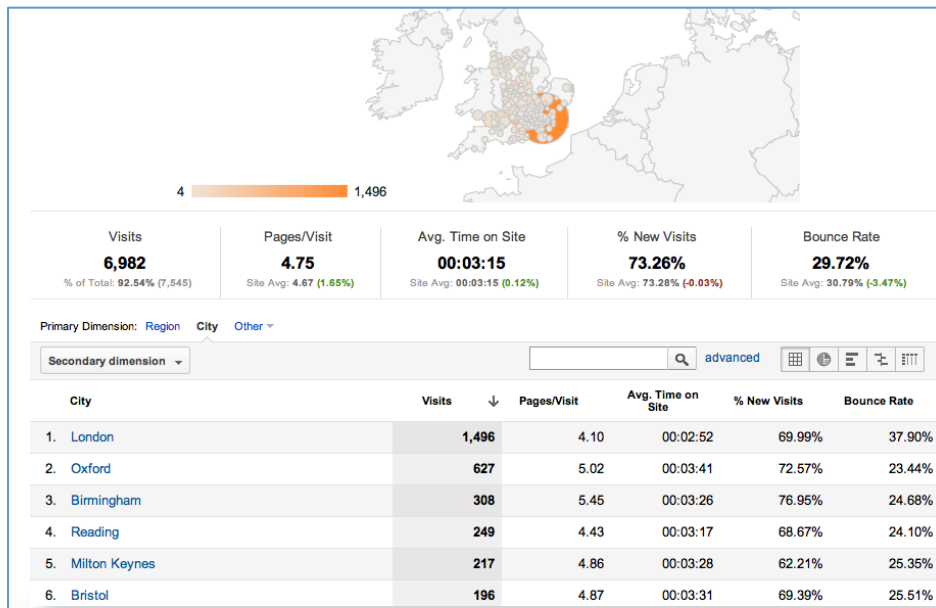 4 1,496
Visits Pages/Visit Avg. Time on Site % New Visits Bounce Rate
6,982 4.75 00:03:15 73.26% 29.72%
% of Total: 92.54% (7,545) Site Avg: 4.67 (1.65%) Site Avg: 00:03:15 (0.12%) Site Avg: 73.28% (-0.03%) Site Avg: 30.79% (-3.47%)
Primary Dimension: Region City Other
Secondary dimension advanced
City Visits Pages/Visit Avg. Time on Site % New Visits Bounce Rate
1. London 1,496 4.10 00:02:52 69.99% 37.90%
2. Oxford 627 5.02 00:03:41 72.57% 23.44%
3. Birmingham 308 5.45 00:03:26 76.95% 24.68%
4. Reading 249 4.43 00:03:17 68.67% 24.10%
5. Milton Keynes 217 4.86 00:03:28 62.21% 25.35%
6. Bristol 196 4.87 00:03:31 69.39% 25.51%